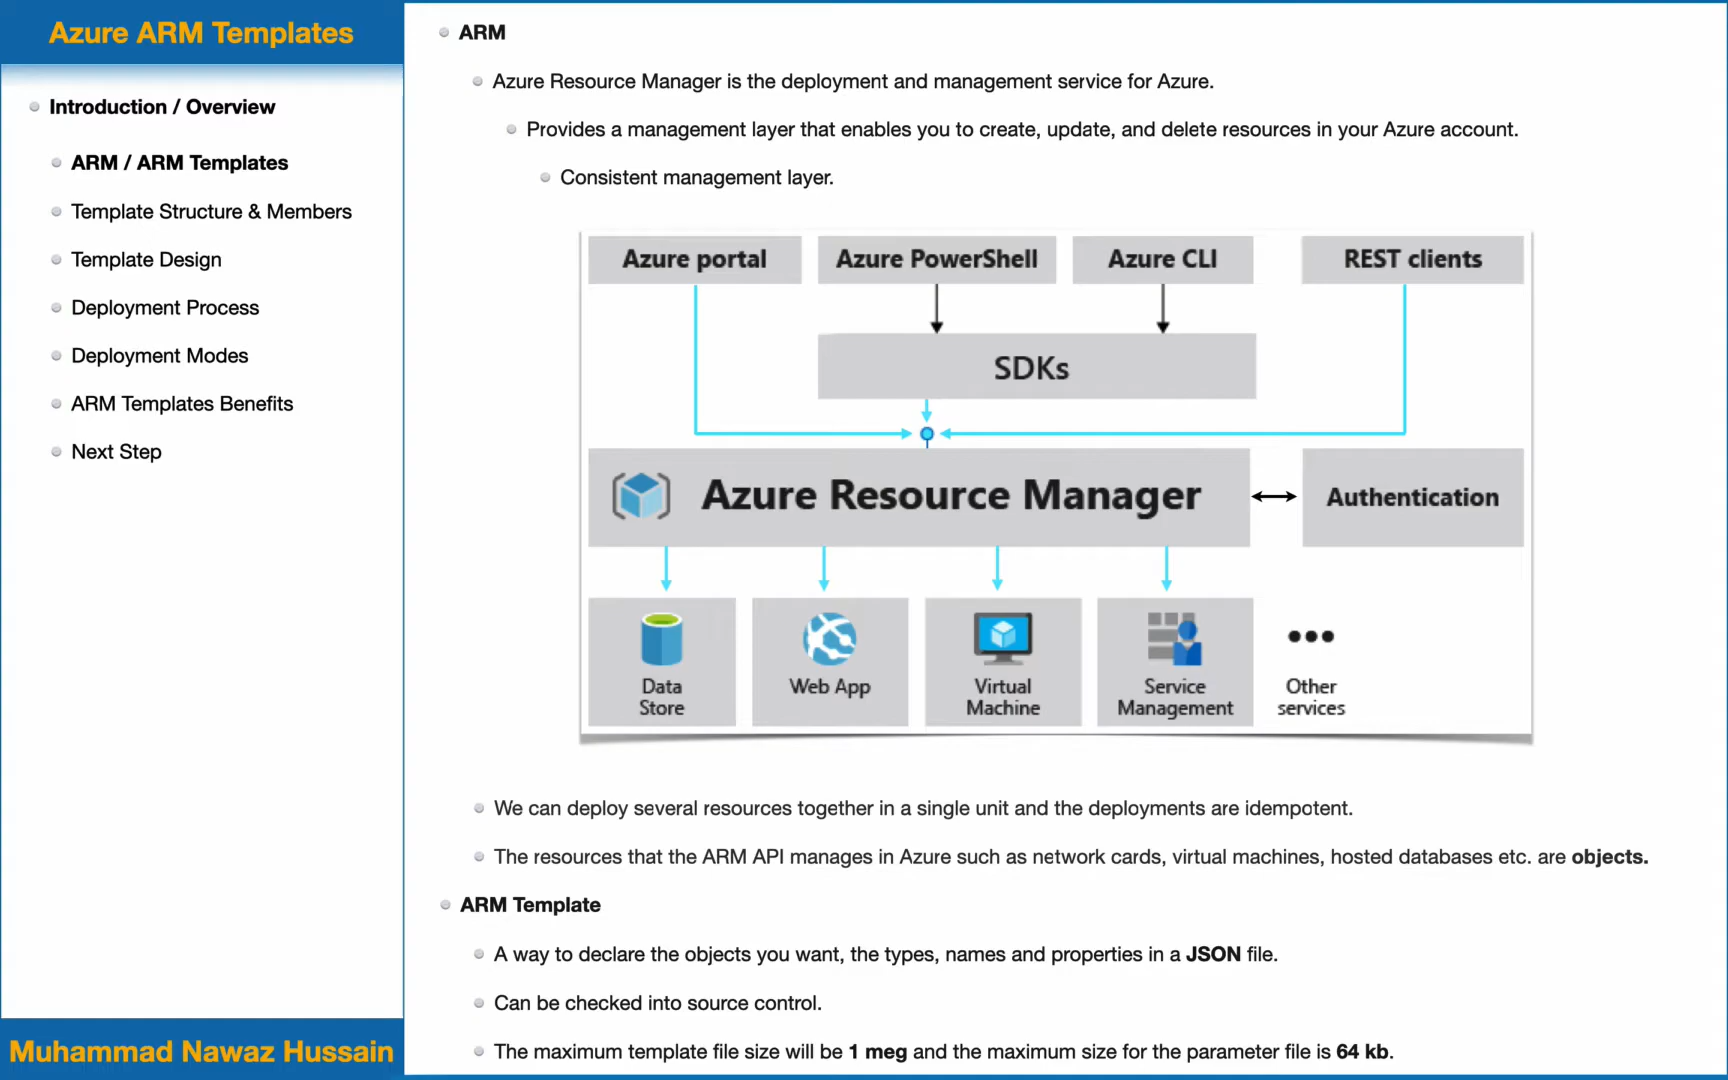 Azure ARM Templates
Introduction / Overview
ARM / ARM Templates
Template Structure & Members
Template Design
Deployment Process
Deployment Modes
ARM Templates Benefits
Next Step
Muhammad Nawaz Hussain
ARM
Azure Resource Manager is the deployment and management service for Azure.
Provides a management layer that enables you to create, update, and delete resources in your Azure account.
Consistent management layer.
Azure portal
Azure PowerShell
Azure CLI
REST clients
SDKs
Azure Resource Manager
Authentication
Data
Store
Web App
Virtual
Machine
Service
Management
Other
services
We can deploy several resources together in a single unit and the deployments are idempotent.
The resources that the ARM API manages in Azure such as network cards, virtual machines, hosted databases etc. are objects.
ARM Template
A way to declare the objects you want, the types, names and properties in a JSON file.
Can be checked into source control.
The maximum template file size will be 1 meg and the maximum size for the parameter file is 64 kb.